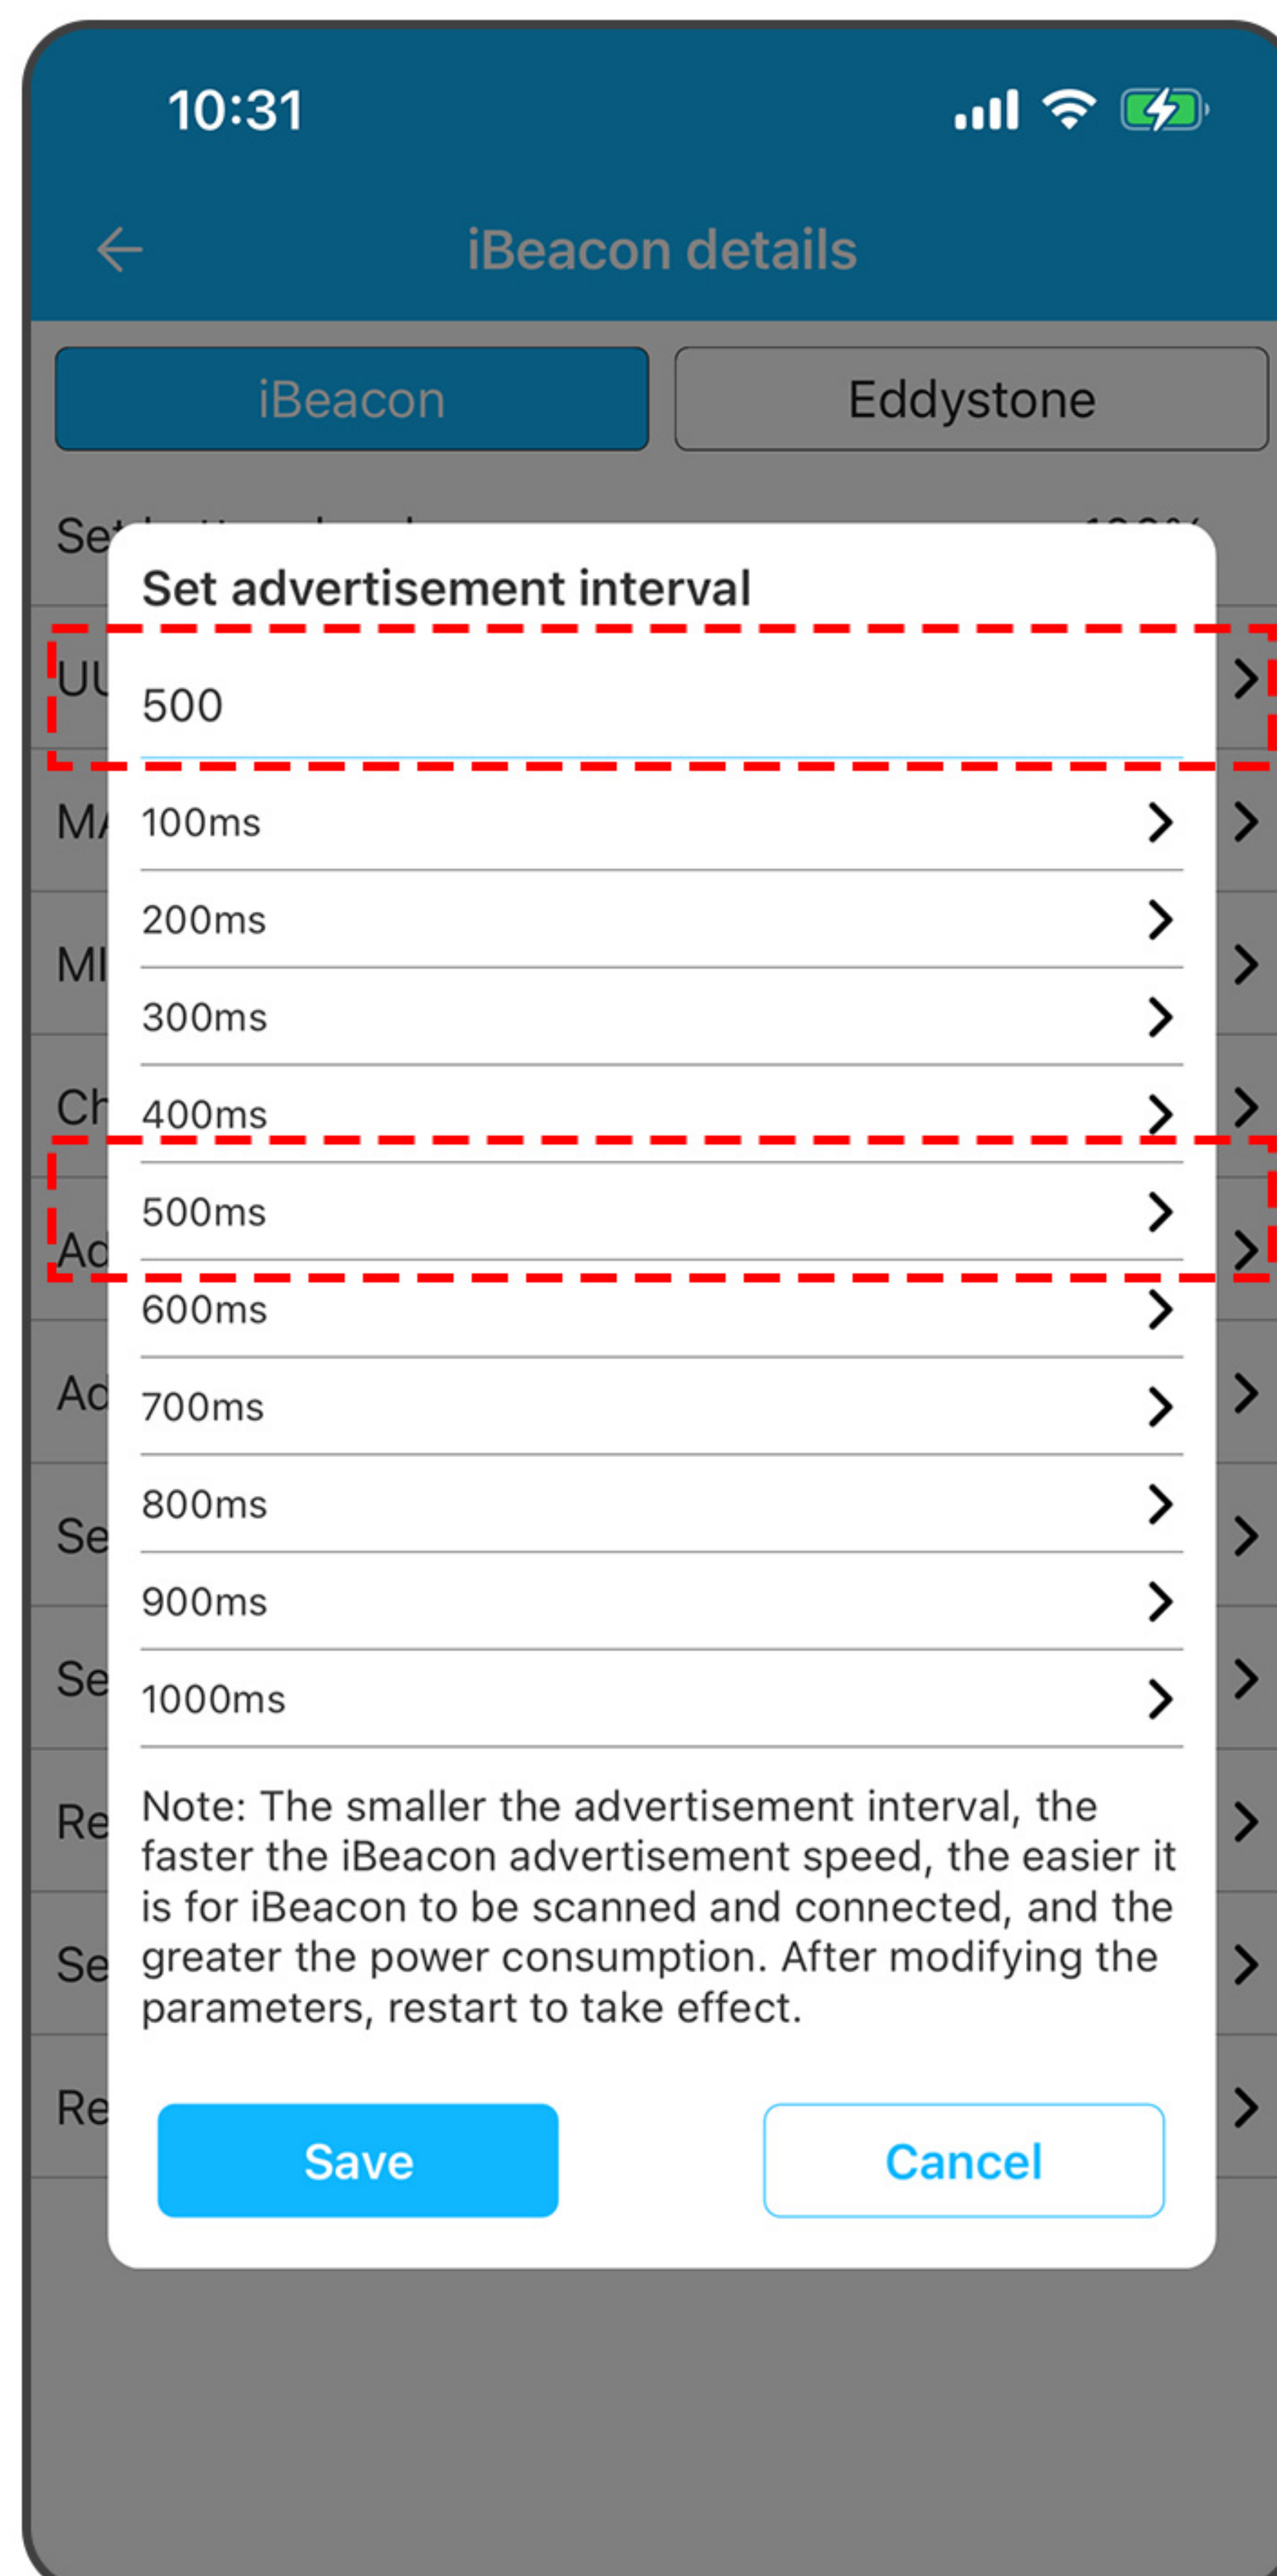 10:31
iBeacon details
iBeacon
Eddystone
Set advertisement interval
500
100ms
200ms
300ms
400ms
500ms
600ms
700ms
800ms
900ms
1000ms
Note: The smaller the advertisement interval, the
faster the iBeacon advertisement speed, the easier it
is for iBeacon to be scanned and connected, and the
greater the power consumption. After modifying the
parameters, restart to take effect.
Save
Cancel